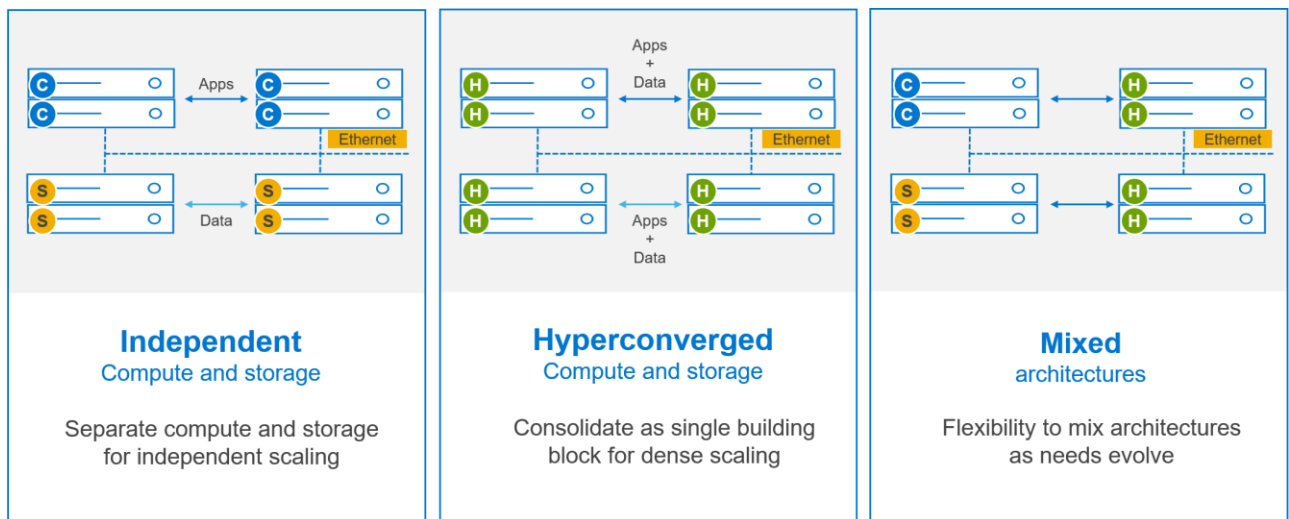 C
C
Apps
C
C
Ethernet
S
S
Data
S
S
Independent
Compute and storage
Separate compute and storage
for independent scaling
Apps
+
Data
H
H
H
H
Ethernet
H
H
H
H
Apps
+
Data
Hyperconverged
Compute and storage
Consolidate as single building
block for dense scaling
C
C
H
H
Ethernet
S
S
H
H
Mixed
architectures
Flexibility to mix architectures
as needs evolve